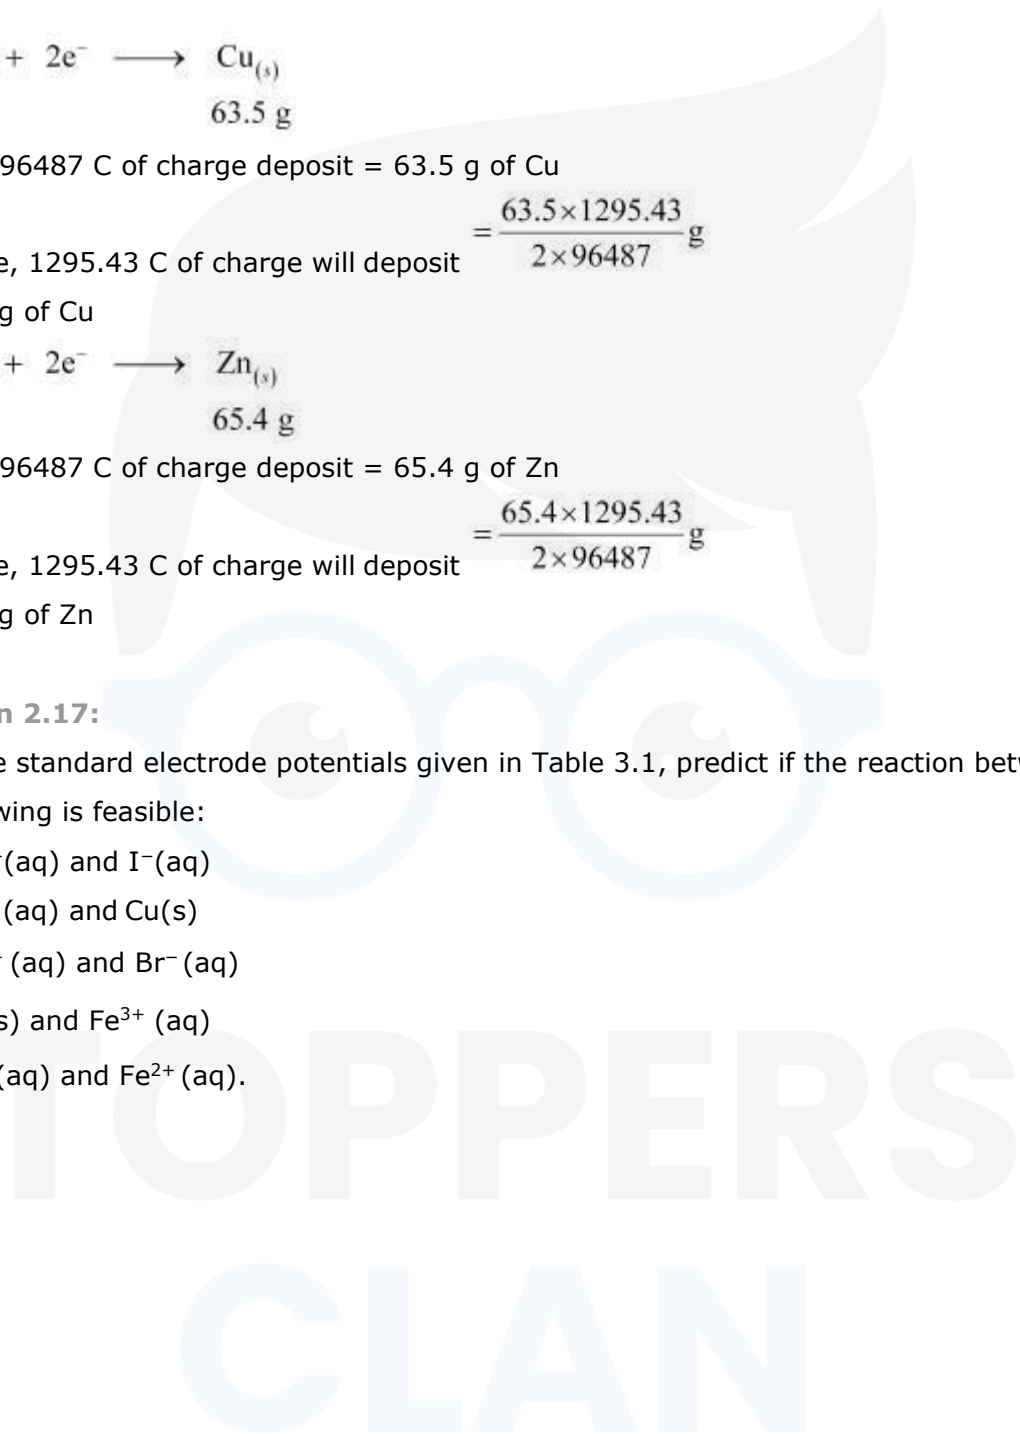 + 2e⁻ ⟶ Cu(s)
63.5 g
96487 C of charge deposit = 63.5 g of Cu
e, 1295.43 C of charge will deposit = 63.5×1295.43 / 2×96487 g
g of Cu
+ 2e⁻ ⟶ Zn(s)
65.4 g
96487 C of charge deposit = 65.4 g of Zn
e, 1295.43 C of charge will deposit = 65.4×1295.43 / 2×96487 g
g of Zn
n 2.17:
e standard electrode potentials given in Table 3.1, predict if the reaction bet
wing is feasible:
(aq) and I⁻(aq)
(aq) and Cu(s)
(aq) and Br⁻ (aq)
s) and Fe³⁺ (aq)
(aq) and Fe²⁺ (aq).
TOPPERS
CLAN